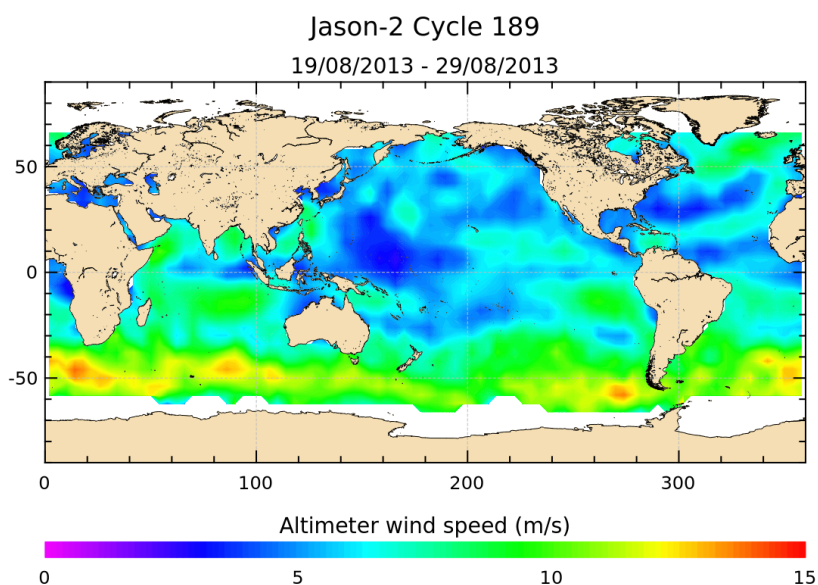 Jason-2 Cycle 189
19/08/2013 - 29/08/2013
50
0
-50
0 100 200 300
Altimeter wind speed (m/s)
0 5 10 15